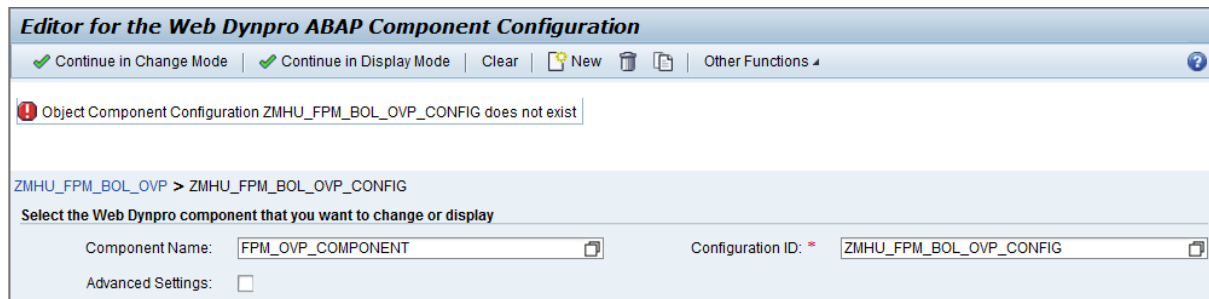 Editor for the Web Dynpro ABAP Component Configuration
Continue in Change Mode Continue in Display Mode Clear New Other Functions
Object Component Configuration ZMHU_FPM_BOL_OVP_CONFIG does not exist
ZMHU_FPM_BOL_OVP > ZMHU_FPM_BOL_OVP_CONFIG
Select the Web Dynpro component that you want to change or display
Component Name: FPM_OVP_COMPONENT Configuration ID: * ZMHU_FPM_BOL_OVP_CONFIG
Advanced Settings: